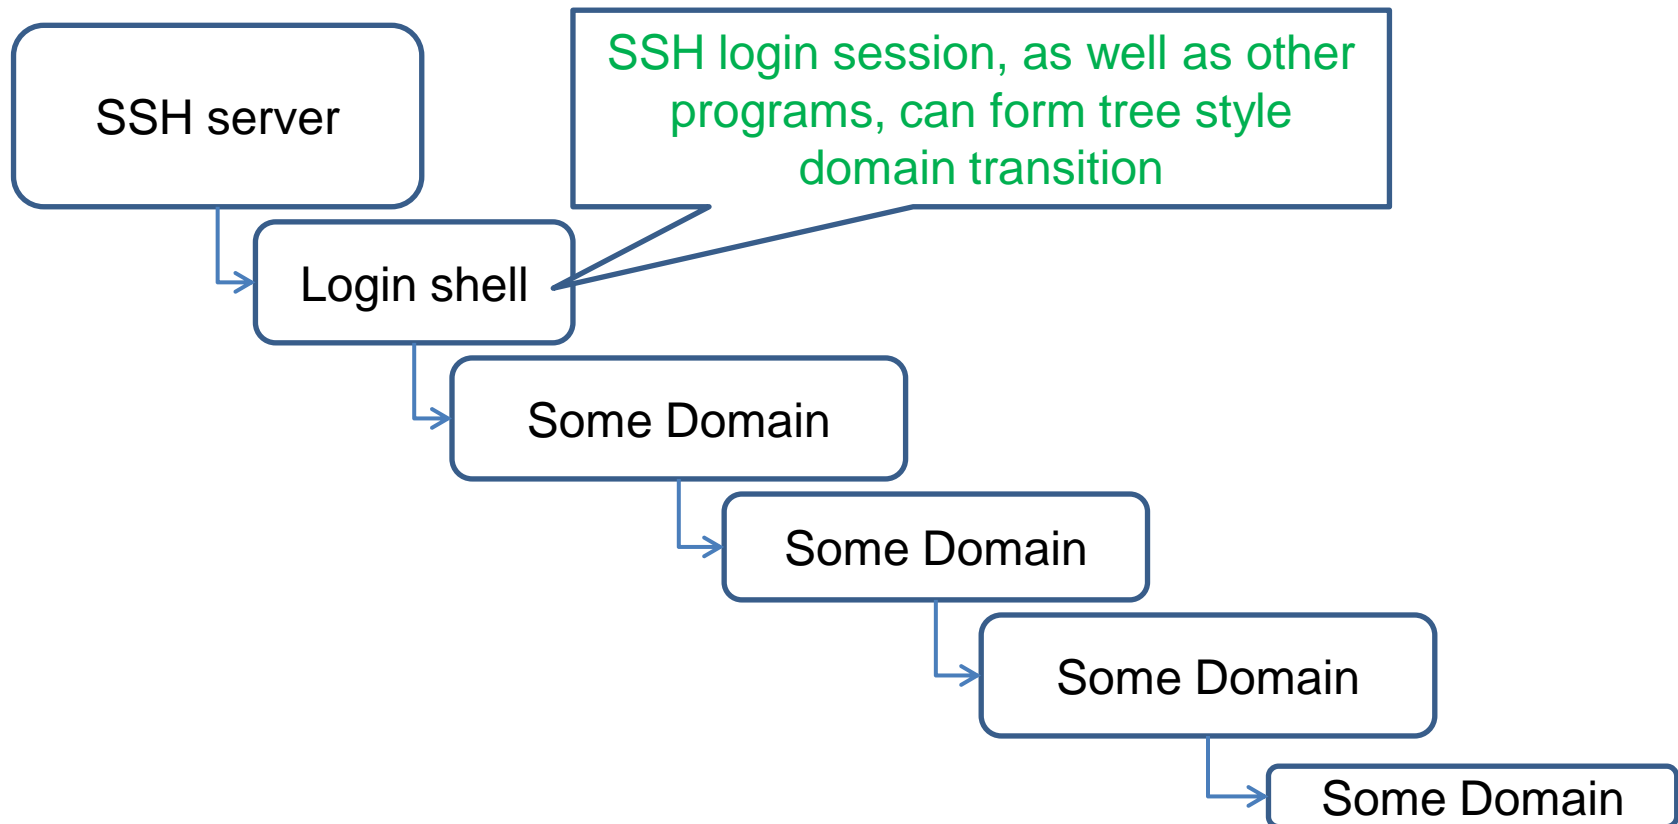 SSH server
SSH login session, as well as other
programs, can form tree style
domain transition
Login shell
Some Domain
Some Domain
Some Domain
Some Domain